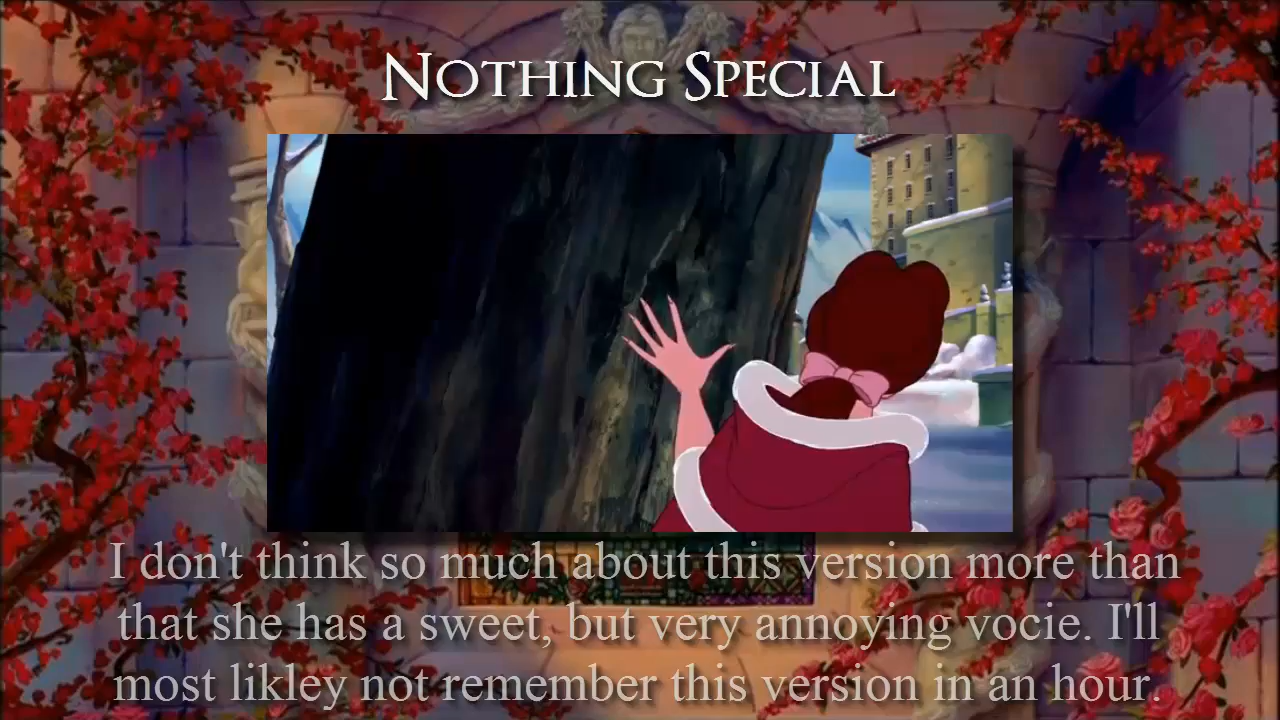 Nothing Special
I don't think so much about this version more than
that she has a sweet, but very annoying vocie. I'll
most likley not remember this version in an hour.